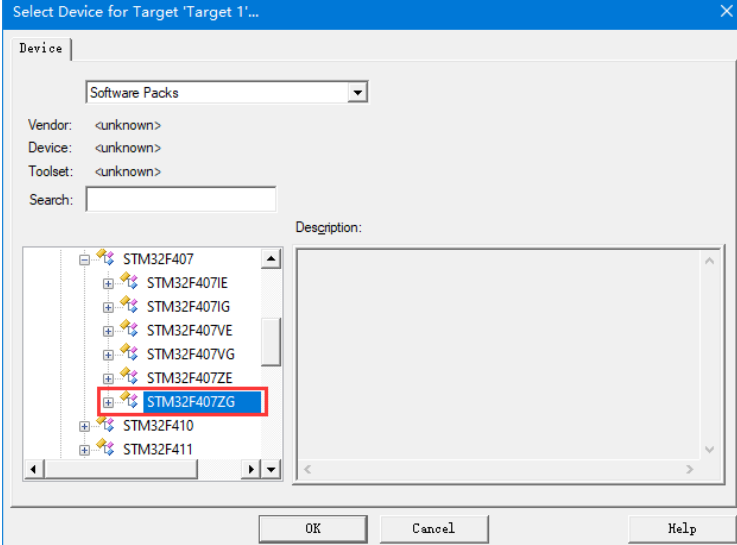 Select Device for Target 'Target 1'...
Device
Software Packs
Vendor: <unknown>
Device: <unknown>
Toolset: <unknown>
Search:
Description:
STM32F407
STM32F407IE
STM32F407IG
STM32F407VE
STM32F407VG
STM32F407ZE
STM32F407ZG
STM32F410
STM32F411
OK Cancel Help